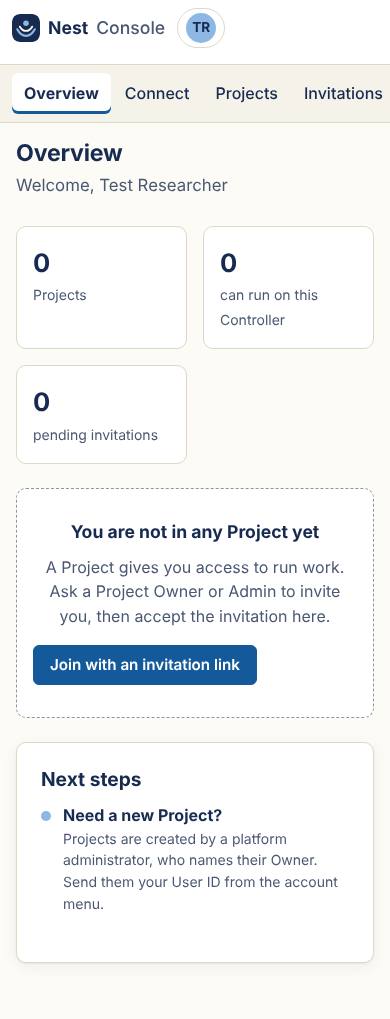 Nest Console TR
Overview Connect Projects Invitations
Overview
Welcome, Test Researcher
0
Projects
0
can run on this
Controller
0
pending invitations
You are not in any Project yet
A Project gives you access to run work.
Ask a Project Owner or Admin to invite
you, then accept the invitation here.
Join with an invitation link
Next steps
Need a new Project?
Projects are created by a platform
administrator, who names their Owner.
Send them your User ID from the account
menu.